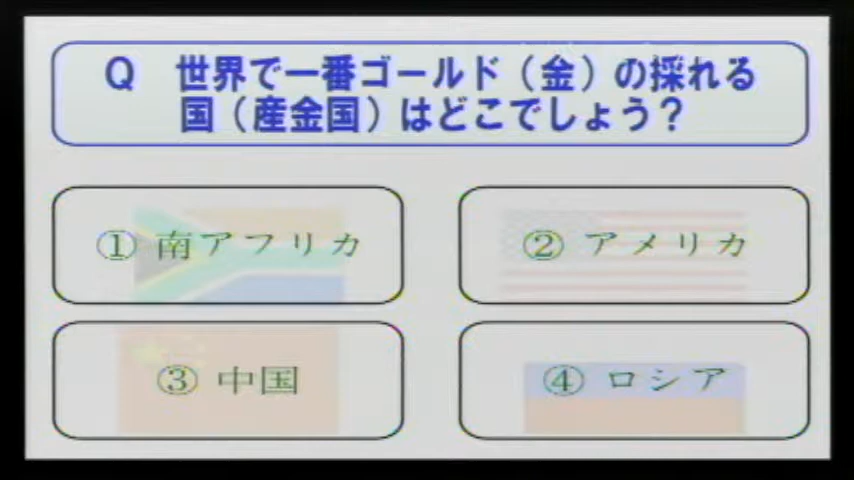 Q 世界で一番ゴールド（金）の採れる
国（産金国）はどこでしょう？
① 南アフリカ
② アメリカ
③ 中国
④ ロシア